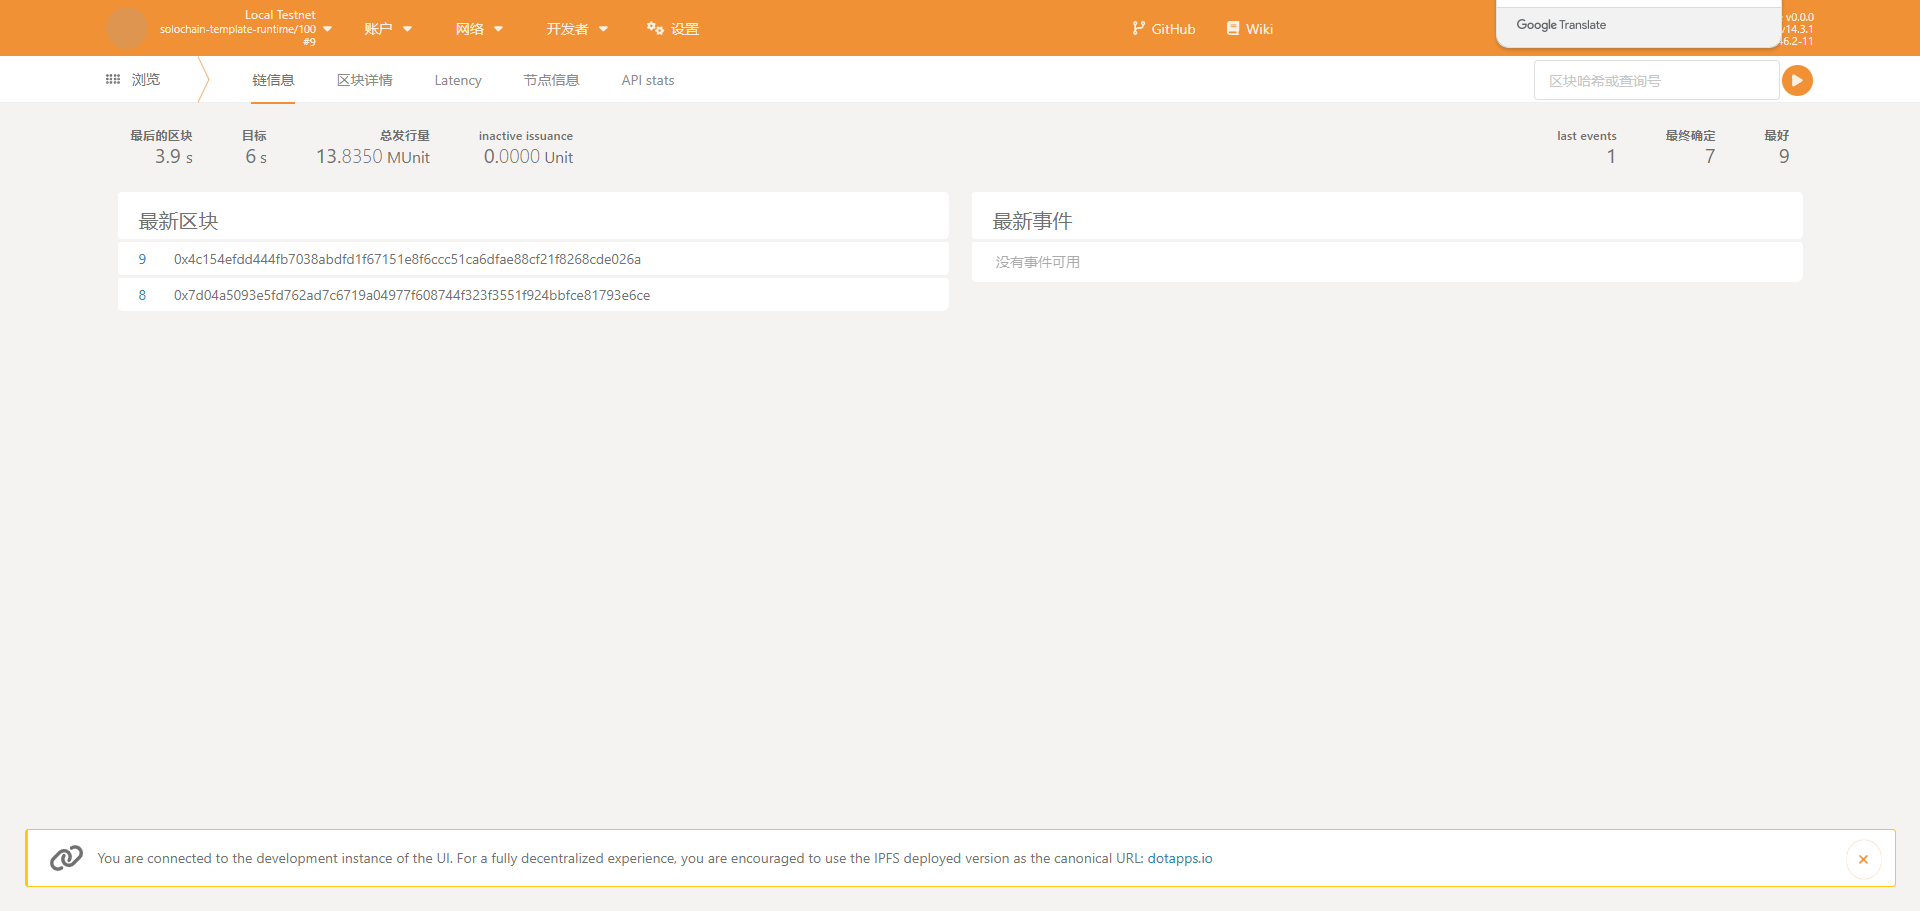 Local Testnet
solochain-template-runtime/100
#9
账户
网络
开发者
设置
GitHub
Wiki
Google Translate
v0.0.0
v14.3.1
46.2-11
浏览
链信息
区块详情
Latency
节点信息
API stats
区块哈希或查询号
最后的区块
3.9 s
目标
6 s
总发行量
13.8350 MUnit
inactive issuance
0.0000 Unit
last events
1
最终确定
7
最好
9
最新区块
9 0x4c154efdd444fb7038abdfd1f67151e8f6ccc51ca6dfae88cf21f8268cde026a
8 0x7d04a5093e5fd762ad7c6719a04977f608744f323f3551f924bbfce81793e6ce
最新事件
没有事件可用
You are connected to the development instance of the UI. For a fully decentralized experience, you are encouraged to use the IPFS deployed version as the canonical URL: dotapps.io